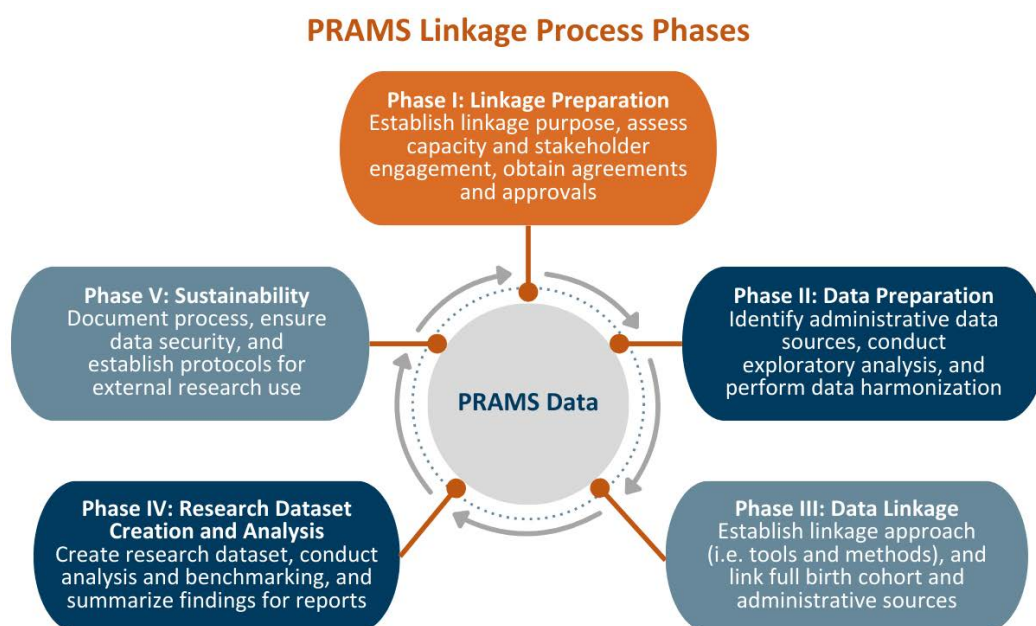 PRAMS Linkage Process Phases
Phase I: Linkage Preparation
Establish linkage purpose, assess
capacity and stakeholder
engagement, obtain agreements
and approvals
Phase II: Data Preparation
Identify administrative data
sources, conduct
exploratory analysis, and
perform data harmonization
Phase III: Data Linkage
Establish linkage approach
(i.e. tools and methods), and
link full birth cohort and
administrative sources
Phase IV: Research Dataset
Creation and Analysis
Create research dataset, conduct
analysis and benchmarking, and
summarize findings for reports
Phase V: Sustainability
Document process, ensure
data security, and
establish protocols for
external research use
PRAMS Data